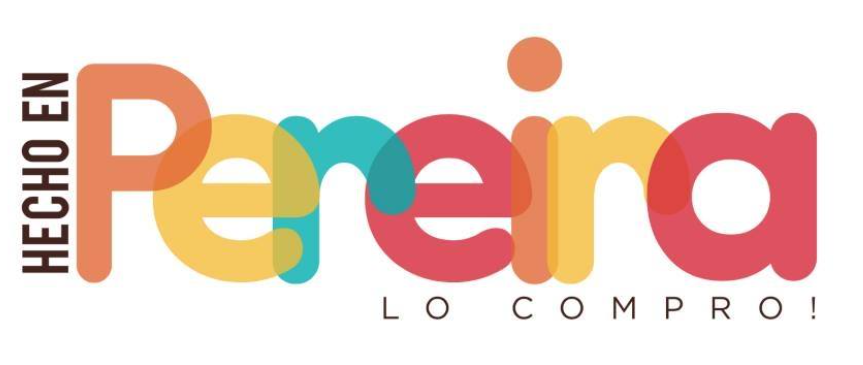 HECHO EN
Pereira
LO COMPRO!